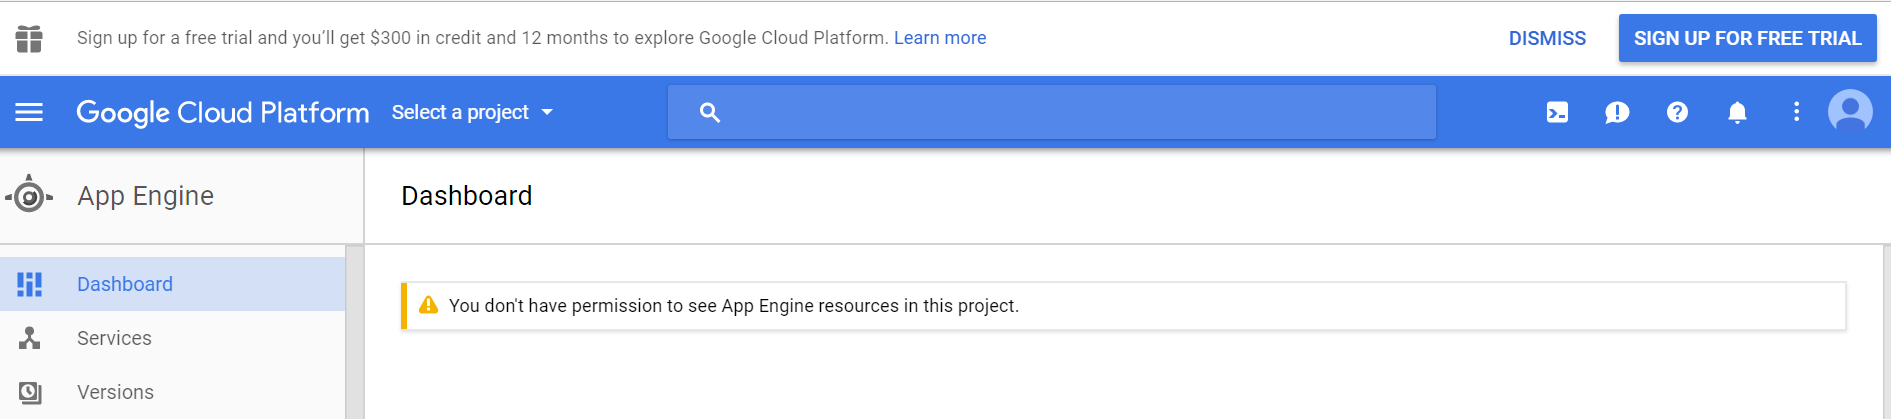 Sign up for a free trial and you'll get $300 in credit and 12 months to explore Google Cloud Platform. Learn more
DISMISS
SIGN UP FOR FREE TRIAL
Google Cloud Platform
Select a project
App Engine
Dashboard
Dashboard
You don't have permission to see App Engine resources in this project.
Services
Versions